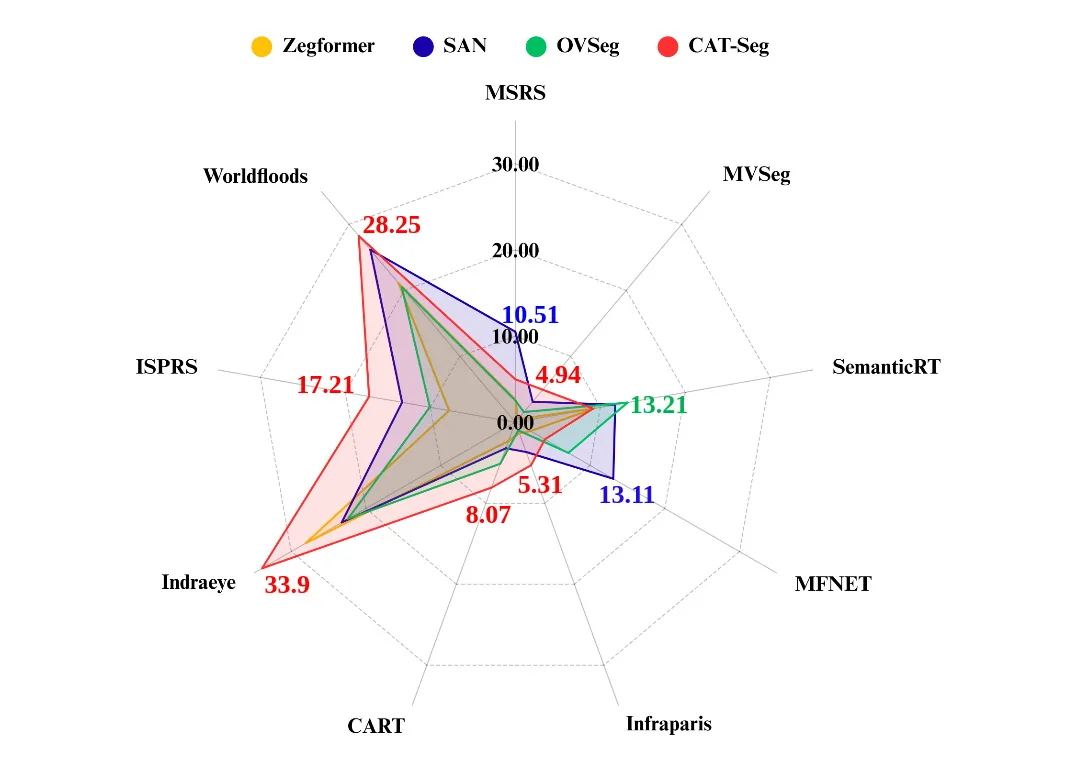 Zegformer SAN OVSeg CAT-Seg
MSRS
30.00
Worldfloods
MVSeg
28.25
20.00
10.51
10.00
ISPRS
17.21
4.94
SemanticRT
13.21
0.00
5.31
13.11
8.07
Indraeye
33.9
MFNET
CART
Infraparis